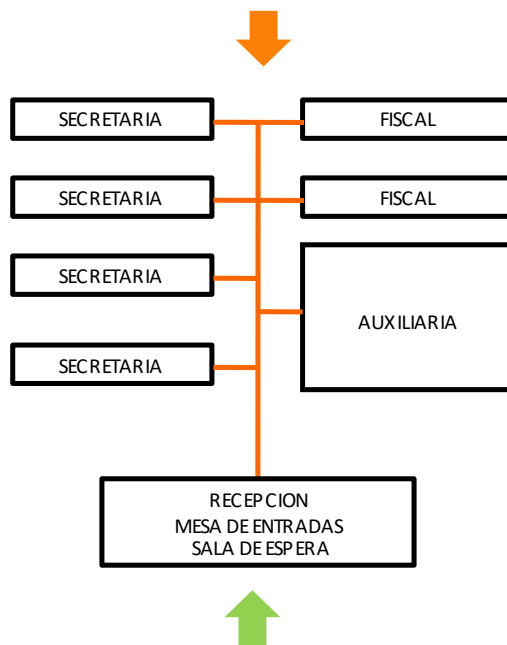 SECRETARIA
FISCAL
SECRETARIA
FISCAL
SECRETARIA
AUXILIARIA
SECRETARIA
RECEPCION
MESA DE ENTRADAS
SALA DE ESPERA